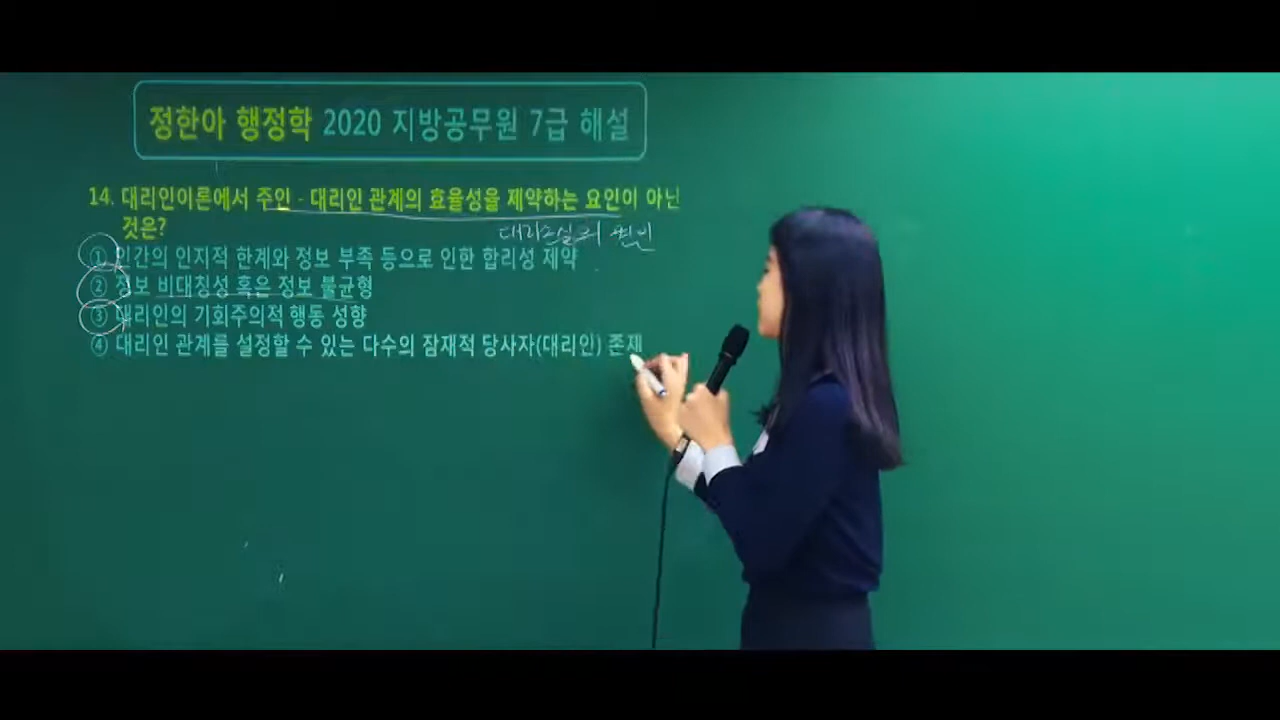 정한아 행정학 2020 지방공무원 7급 해설
14. 대리인이론에서 주인 - 대리인 관계의 효율성을 제약하는 요인이 아닌
것은?
대리손실의 원인
① 인간의 인지적 한계와 정보 부족 등으로 인한 합리성 제약
② 정보 비대칭성 혹은 정보 불균형
③ 대리인의 기회주의적 행동 성향
④ 대리인 관계를 설정할 수 있는 다수의 잠재적 당사자(대리인) 존재